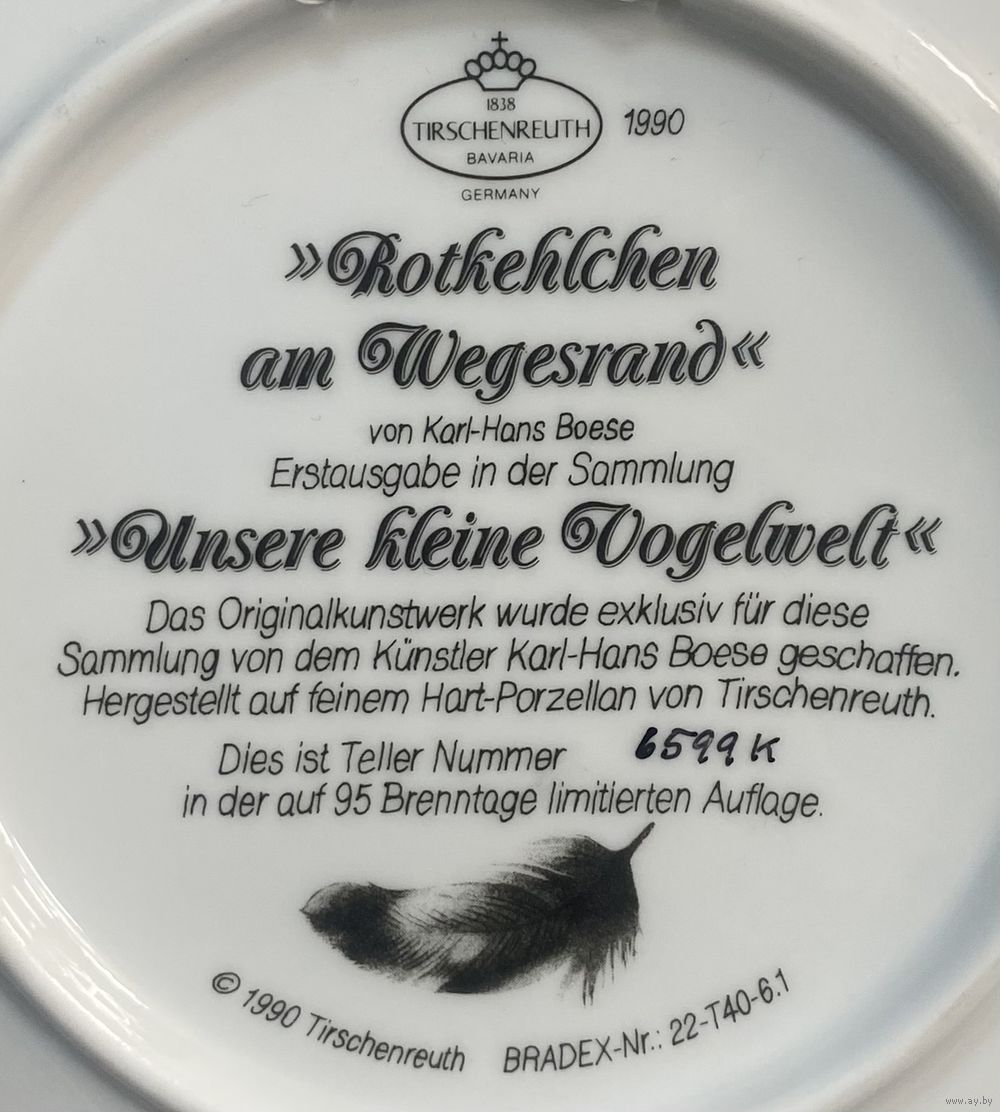 1838
TIRSCHENREUTH 1990
BAVARIA
GERMANY
»Rotkehlchen
am Wegesrand«
von Karl-Hans Boese
Erstausgabe in der Sammlung
»Unsere kleine Vogelwelt«
Das Originalkunstwerk wurde exklusiv für diese
Sammlung von dem Künstler Karl-Hans Boese geschaffen.
Hergestellt auf feinem Hart-Porzellan von Tirschenreuth.
Dies ist Teller Nummer 6599 K
in der auf 95 Brenntage limitierten Auflage.
© 1990 Tirschenreuth BRADEX-Nr.: 22-T40-6.1
www.ay.by